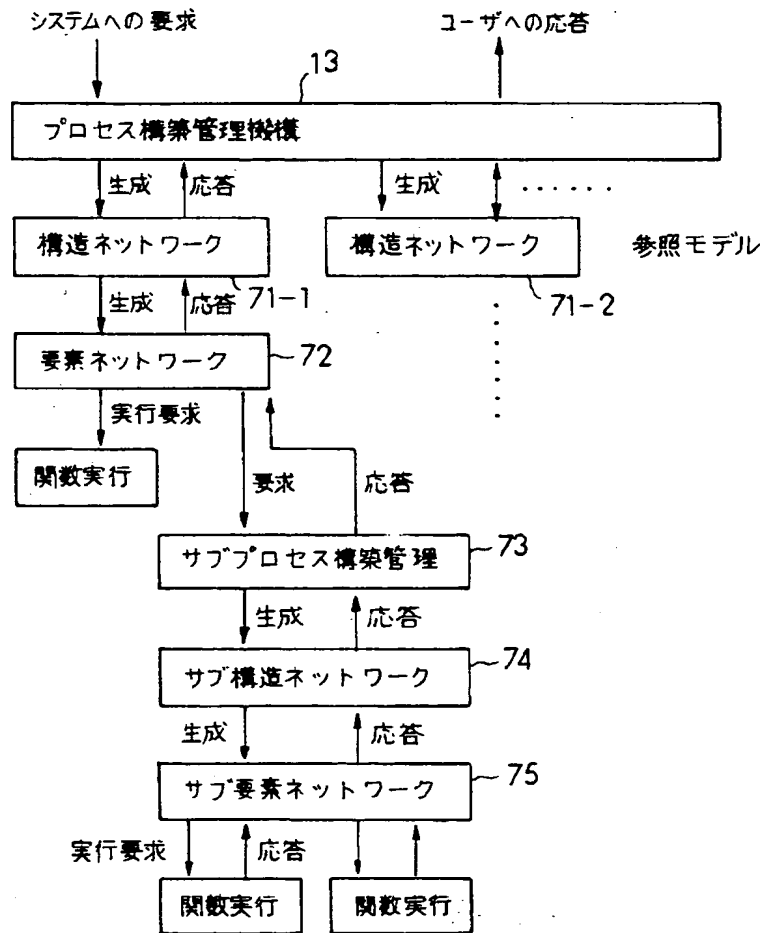 システムへの要求
ユーザへの応答
13
プロセス構築管理機構
生成
応答
生成
......
構造ネットワーク
構造ネットワーク
参照モデル
71-1
71-2
生成
応答
要素ネットワーク
72
実行要求
関数実行
要求
応答
サブプロセス構築管理
73
生成
応答
サブ構造ネットワーク
74
生成
応答
サブ要素ネットワーク
75
実行要求
応答
関数実行
関数実行